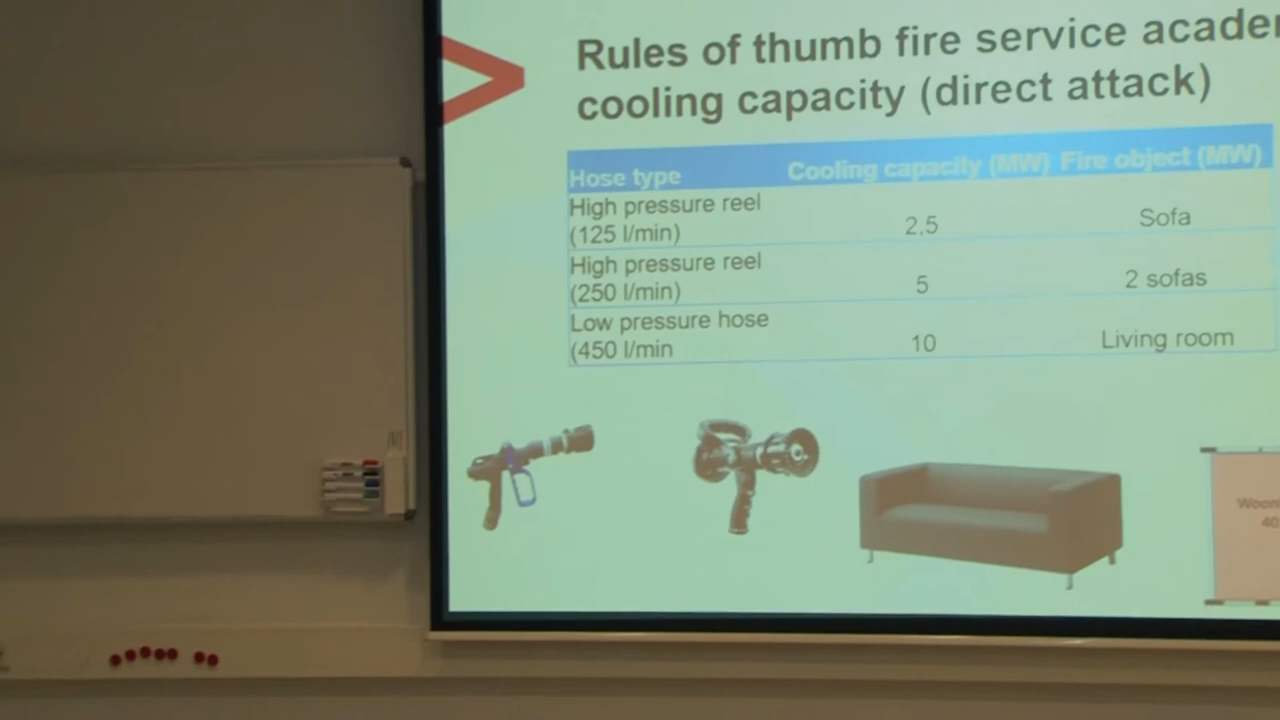 Rules of thumb fire service
cooling capacity (direct attack)
Hose type Cooling capacity (MW) Fire object (MW)
High pressure reel
(125 l/min) 2.5 Sofa
High pressure reel
(250 l/min) 5 2 sofas
Low pressure hose
(450 l/min 10 Living room
40